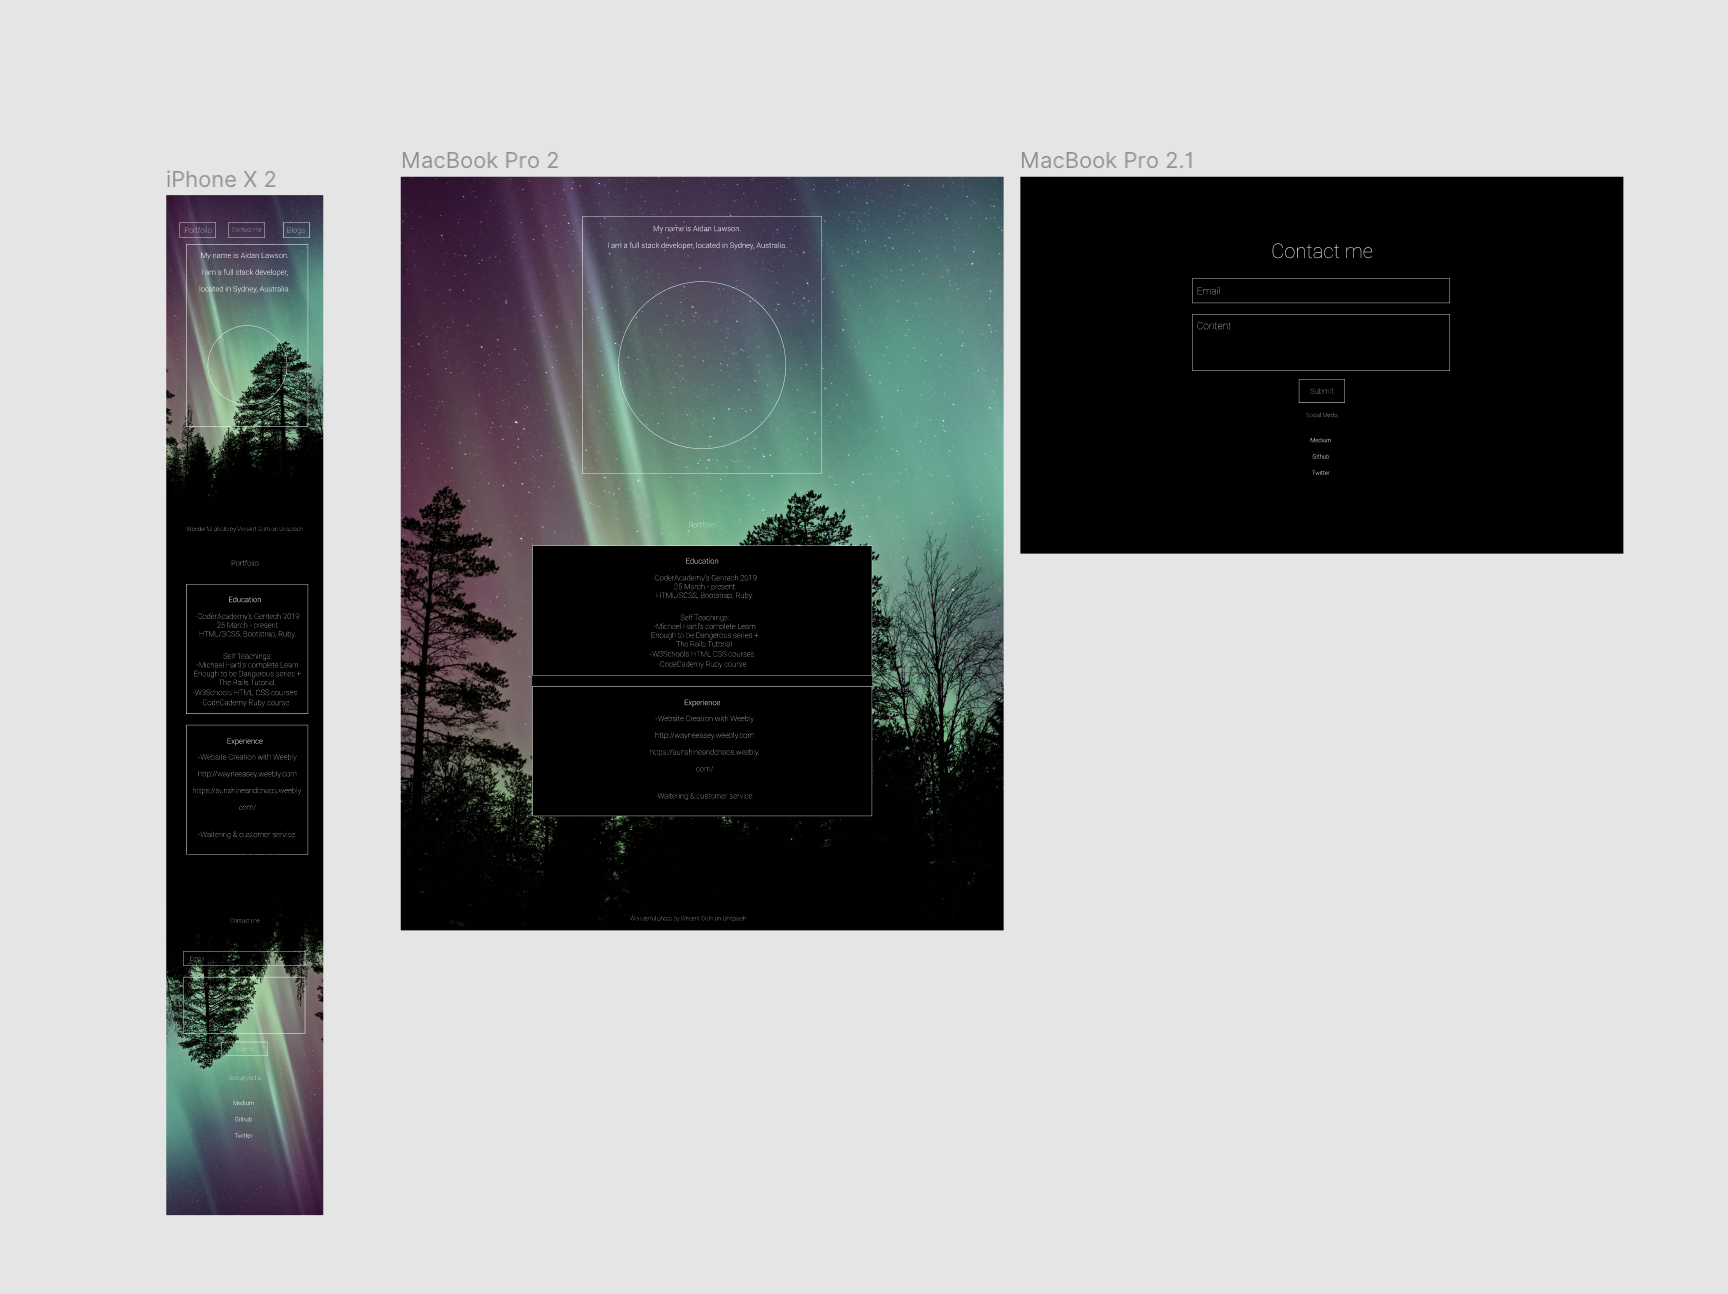 iPhone X 2
Portfolio
Contact me
Blogs
My name is Aidan Lawson.
I am a full stack developer,
located in Sydney, Australia.
Wonderful photo by Vincent Guth on Unsplash
Portfolio
Education
-CoderAcademy's Gentech 2019
25 March - present
HTML/SCSS, Bootstrap, Ruby.
Self Teachings:
-Michael Hartl's complete Learn
Enough to be Dangerous series +
The Rails Tutorial.
-W3Schools HTML CSS courses
-CodeCademy Ruby course
Experience
-Website Creation with Weebly
http://wayneeasey.weebly.com
https://sunshineandchaos.weebly.
com/
-Waitering & customer service.
Contact me
Submit
Social Media
Medium
Github
Twitter
MacBook Pro 2
My name is Aidan Lawson.
I am a full stack developer, located in Sydney, Australia.
Portfolio
Education
-CoderAcademy's Gentech 2019
25 March - present
HTML/SCSS, Bootstrap, Ruby.
Self Teachings:
-Michael Hartl's complete Learn
Enough to be Dangerous series +
The Rails Tutorial.
-W3Schools HTML CSS courses
-CodeCademy Ruby course
Experience
-Website Creation with Weebly
http://wayneeasey.weebly.com
https://sunshineandchaos.weebly.
com/
-Waitering & customer service.
Wonderful photo by Vincent Guth on Unsplash
MacBook Pro 2.1
Contact me
Email
Content
Submit
Social Media
Medium
Github
Twitter